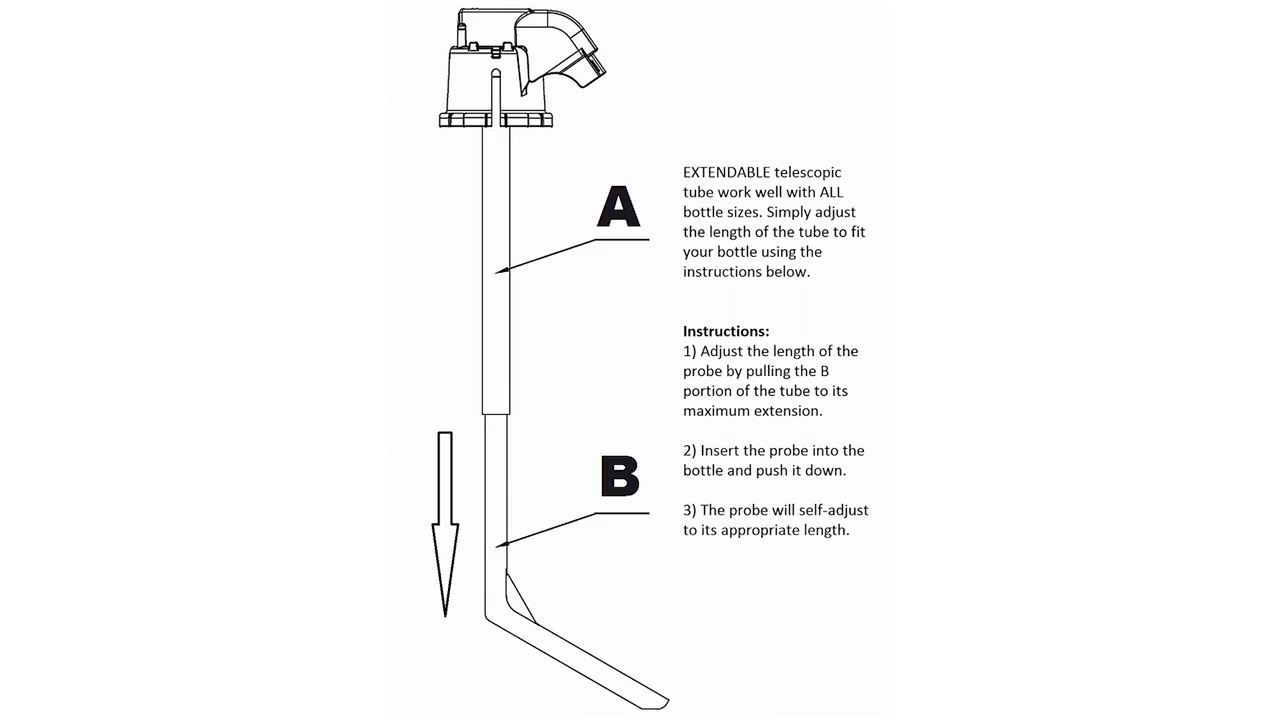 A
EXTENDABLE telescopic
tube work well with ALL
bottle sizes. Simply adjust
the length of the tube to fit
your bottle using the
instructions below.
Instructions:
1) Adjust the length of the
probe by pulling the B
portion of the tube to its
maximum extension.
B
2) Insert the probe into the
bottle and push it down.
3) The probe will self-adjust
to its appropriate length.